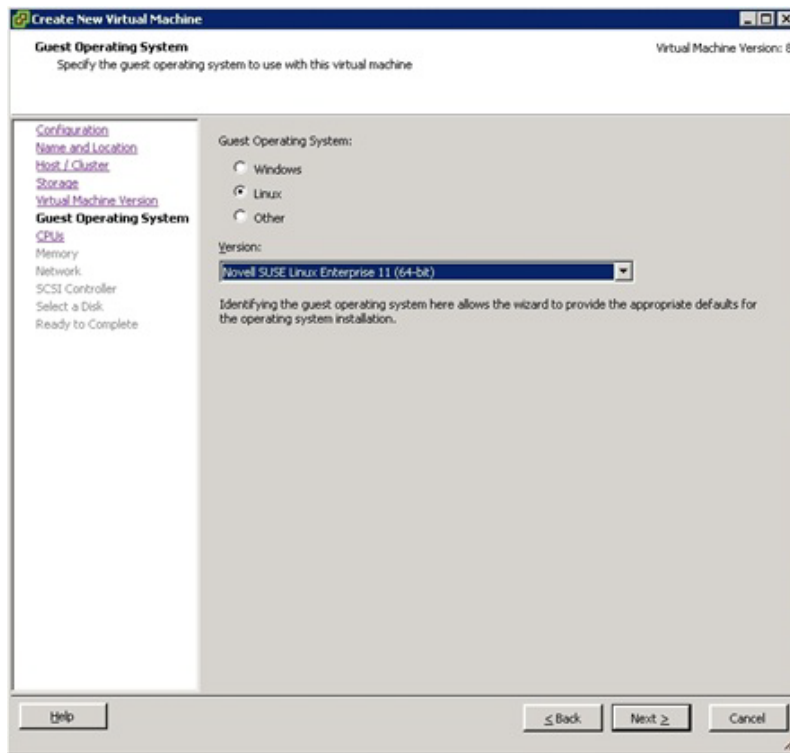 Create New Virtual Machine
Guest Operating System
Specify the guest operating system to use with this virtual machine
Virtual Machine Version: 8
Configuration
Name and Location
Host / Cluster
Storage
Virtual Machine Version
Guest Operating System
CPUs
Memory
Network
SCSI Controller
Select a Disk
Ready to Complete
Guest Operating System:
Windows
Linux
Other
Version:
Novell SUSE Linux Enterprise 11 (64-bit)
Identifying the guest operating system here allows the wizard to provide the appropriate defaults for
the operating system installation.
Help
< Back
Next >
Cancel